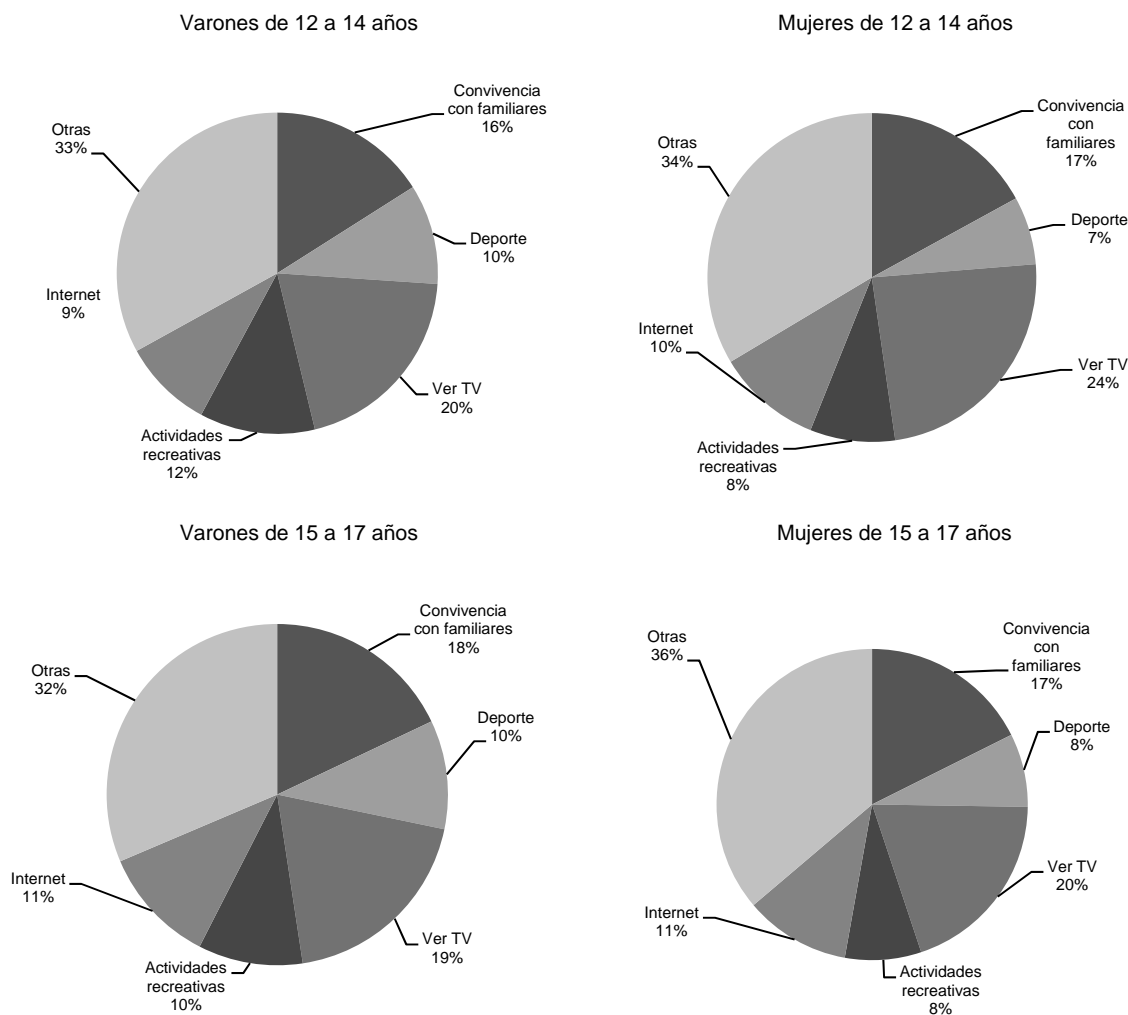 Varones de 12 a 14 años
Convivencia
con familiares
16%
Deporte
10%
Ver TV
20%
Actividades
recreativas
12%
Internet
9%
Otras
33%
Mujeres de 12 a 14 años
Convivencia
con
familiares
17%
Deporte
7%
Ver TV
24%
Actividades
recreativas
8%
Internet
10%
Otras
34%
Varones de 15 a 17 años
Convivencia
con familiares
18%
Deporte
10%
Ver TV
19%
Actividades
recreativas
10%
Internet
11%
Otras
32%
Mujeres de 15 a 17 años
Convivencia
con
familiares
17%
Deporte
8%
Ver TV
20%
Actividades
recreativas
8%
Internet
11%
Otras
36%